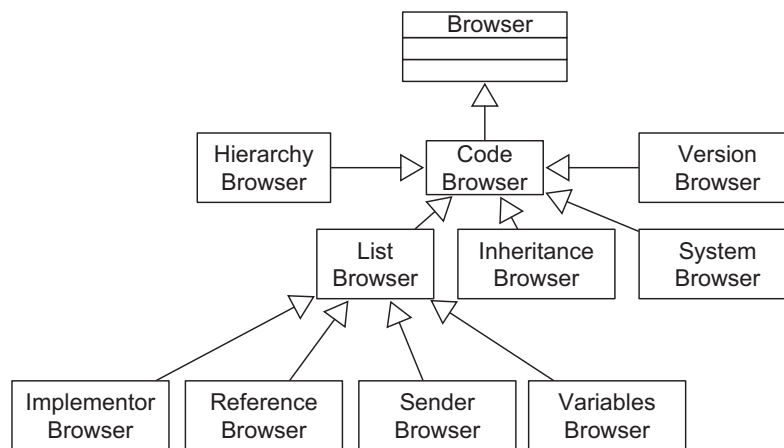 Browser
Hierarchy
Browser
Code
Browser
Version
Browser
List
Browser
Inheritance
Browser
System
Browser
Implementor
Browser
Reference
Browser
Sender
Browser
Variables
Browser